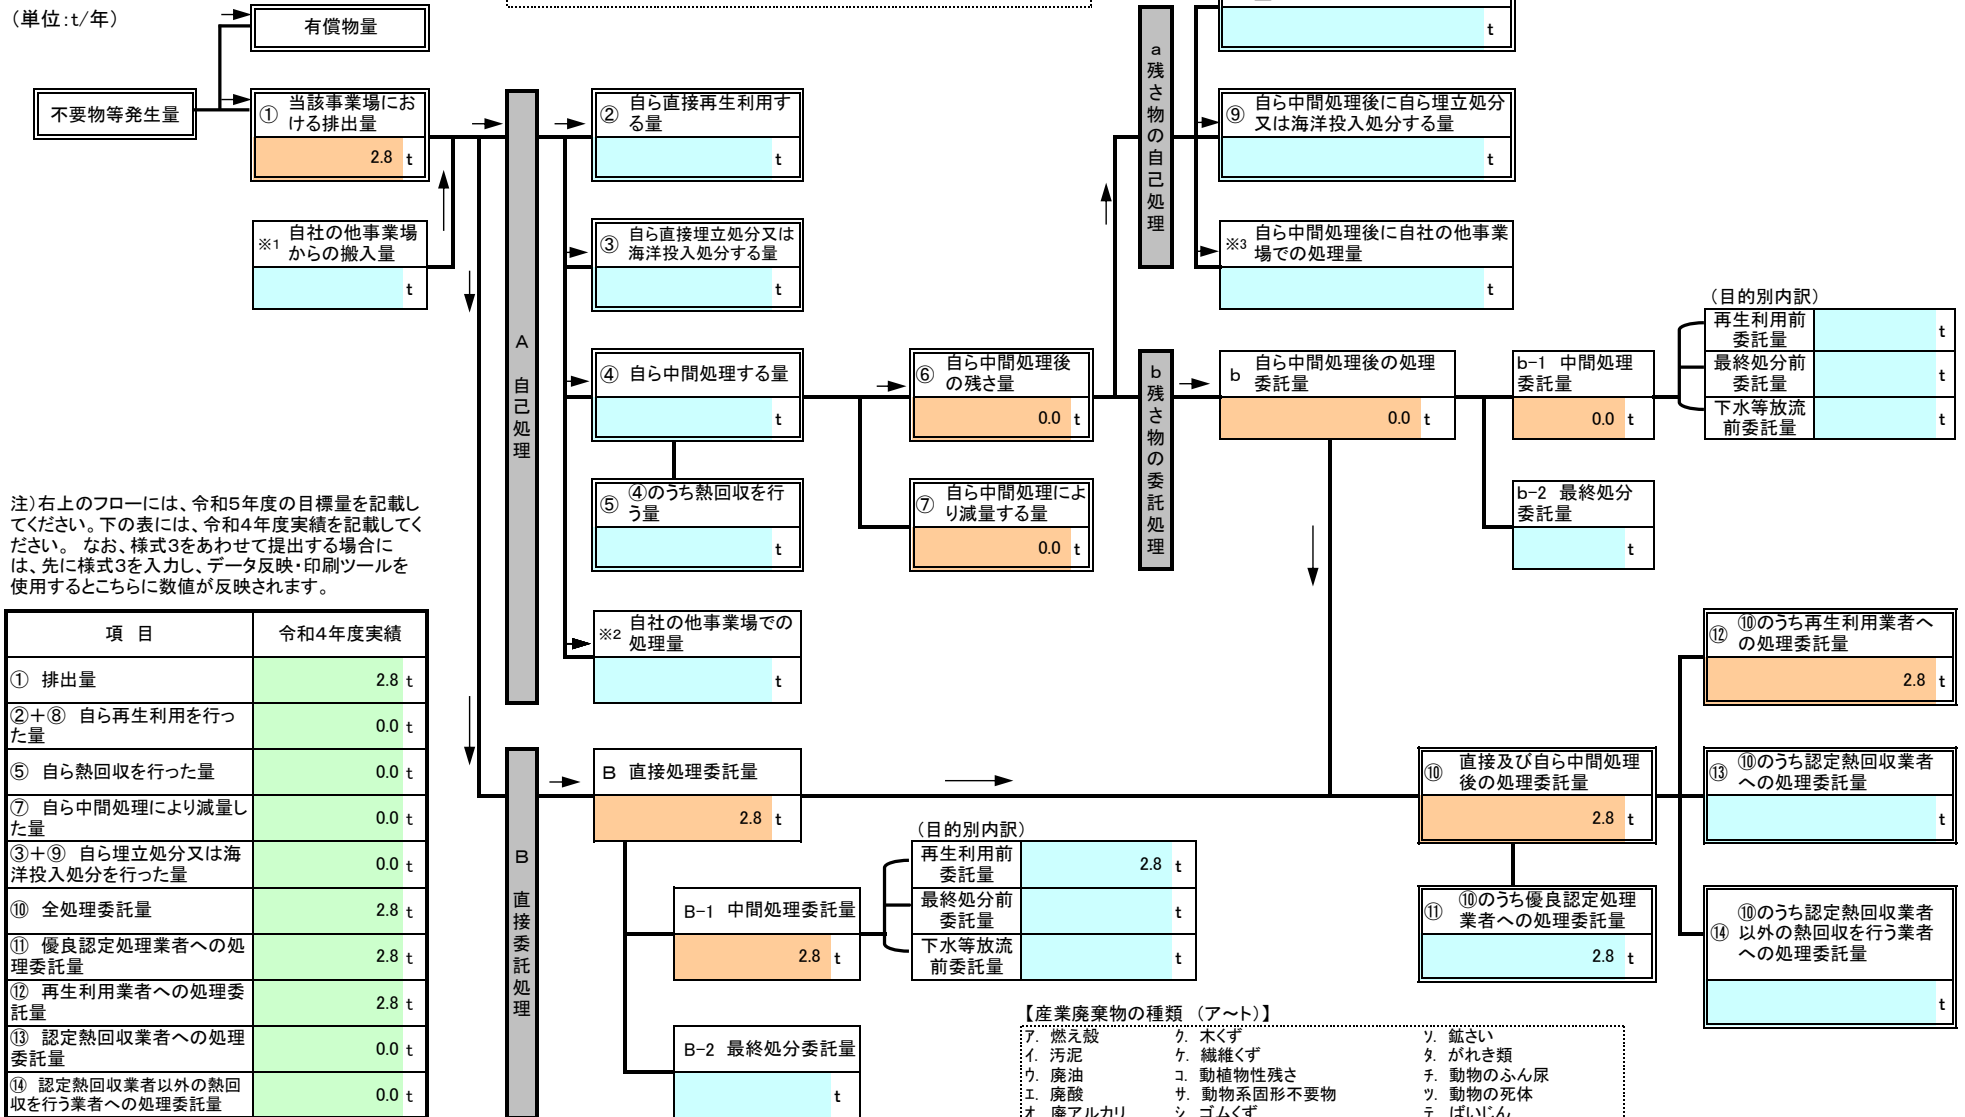 （単位：t/年）
有償物量
不要物等発生量
① 当該事業場にお
ける排出量
2.8 t
※1 自社の他事業場
からの搬入量
t
A 自己処理
② 自ら直接再生利用す
る量
t
③ 自ら直接埋立処分又は
海洋投入処分する量
t
④ 自ら中間処理する量
t
⑤ ④のうち熱回収を行
う量
t
※2 自社の他事業場での
処理量
t
⑥ 自ら中間処理後
の残さ量
0.0 t
⑦ 自ら中間処理によ
り減量する量
0.0 t
a 残さ物の自己処理
t
⑨ 自ら中間処理後に自ら埋立処分
又は海洋投入処分する量
t
※3 自ら中間処理後に自社の他事業
場での処理量
t
b 残さ物の委託処理
b 自ら中間処理後の処理
委託量
0.0 t
b-1 中間処理
委託量
0.0 t
（目的別内訳）
再生利用前
委託量
t
最終処分前
委託量
t
下水等放流
前委託量
t
b-2 最終処分
委託量
t
注）右上のフローには、令和5年度の目標量を記載し
てください。下の表には、令和4年度実績を記載してく
ださい。 なお、様式3をあわせて提出する場合に
は、先に様式3を入力し、データ反映・印刷ツールを
使用するとこちらに数値が反映されます。
項 目 令和4年度実績
① 排出量 2.8 t
②＋⑧ 自ら再生利用を行っ
た量 0.0 t
⑤ 自ら熱回収を行った量 0.0 t
⑦ 自ら中間処理により減量し
た量 0.0 t
③＋⑨ 自ら埋立処分又は海
洋投入処分を行った量 0.0 t
⑩ 全処理委託量 2.8 t
⑪ 優良認定処理業者への処
理委託量 2.8 t
⑫ 再生利用業者への処理委
託量 2.8 t
⑬ 認定熱回収業者への処理
委託量 0.0 t
⑭ 認定熱回収業者以外の熱回
収を行う業者への処理委託量 0.0 t
B 直接委託処理
B 直接処理委託量
2.8 t
B-1 中間処理委託量
2.8 t
（目的別内訳）
再生利用前
委託量
2.8 t
最終処分前
委託量
t
下水等放流
前委託量
t
B-2 最終処分委託量
t
⑩ 直接及び自ら中間処理
後の処理委託量
2.8 t
⑪ ⑩のうち優良認定処理
業者への処理委託量
2.8 t
⑫ ⑩のうち再生利用業者へ
の処理委託量
2.8 t
⑬ ⑩のうち認定熱回収業者
への処理委託量
t
⑭ ⑩のうち認定熱回収業者
以外の熱回収を行う業者
への処理委託量
t
【産業廃棄物の種類 （ア～ト）】
ア. 燃え殻 ク. 木くず ソ. 鉱さい
イ. 汚泥 ケ. 繊維くず タ. がれき類
ウ. 廃油 コ. 動植物性残さ チ. 動物のふん尿
エ. 廃酸 サ. 動物系固形不要物 ツ. 動物の死体
オ. 廃アルカリ シ. ゴムくず テ. ばいじん